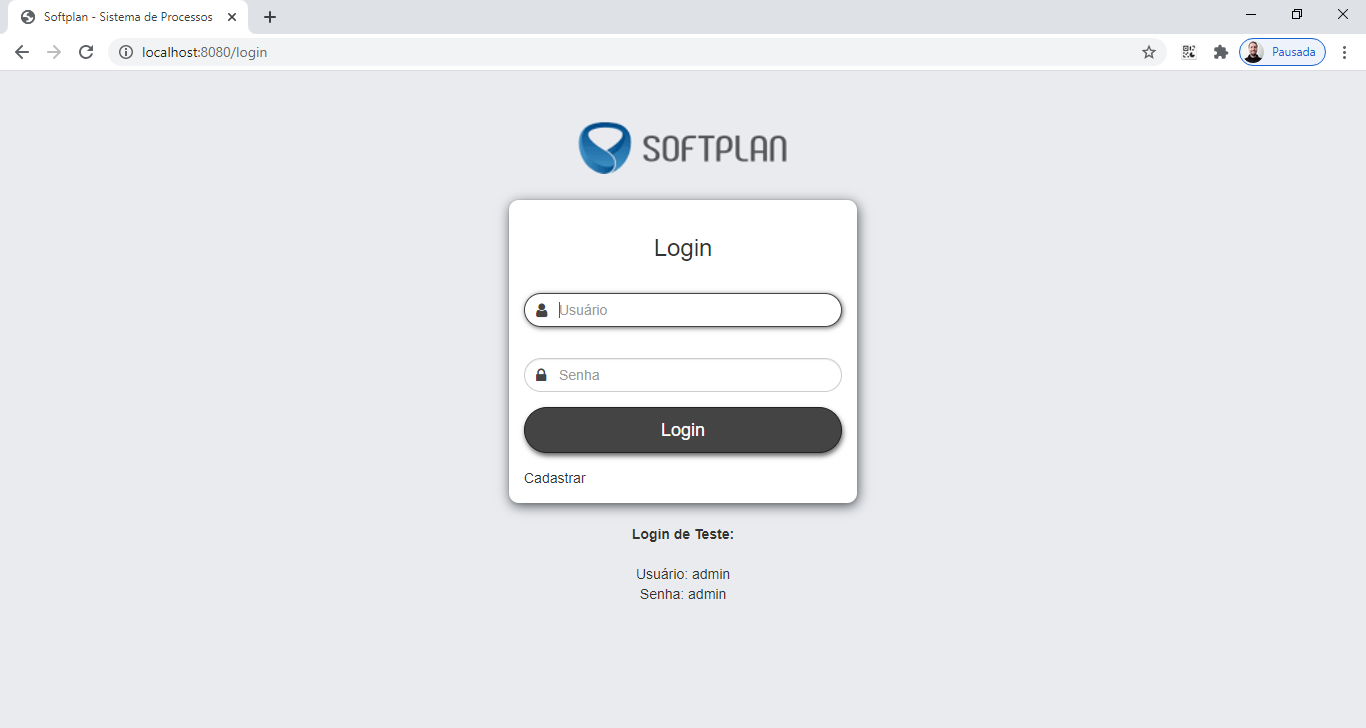 Softplan - Sistema de Processos
localhost:8080/login
Pausada
SOFTPLAN
Login
Usuário
Senha
Login
Cadastrar
Login de Teste:
Usuário: admin
Senha: admin